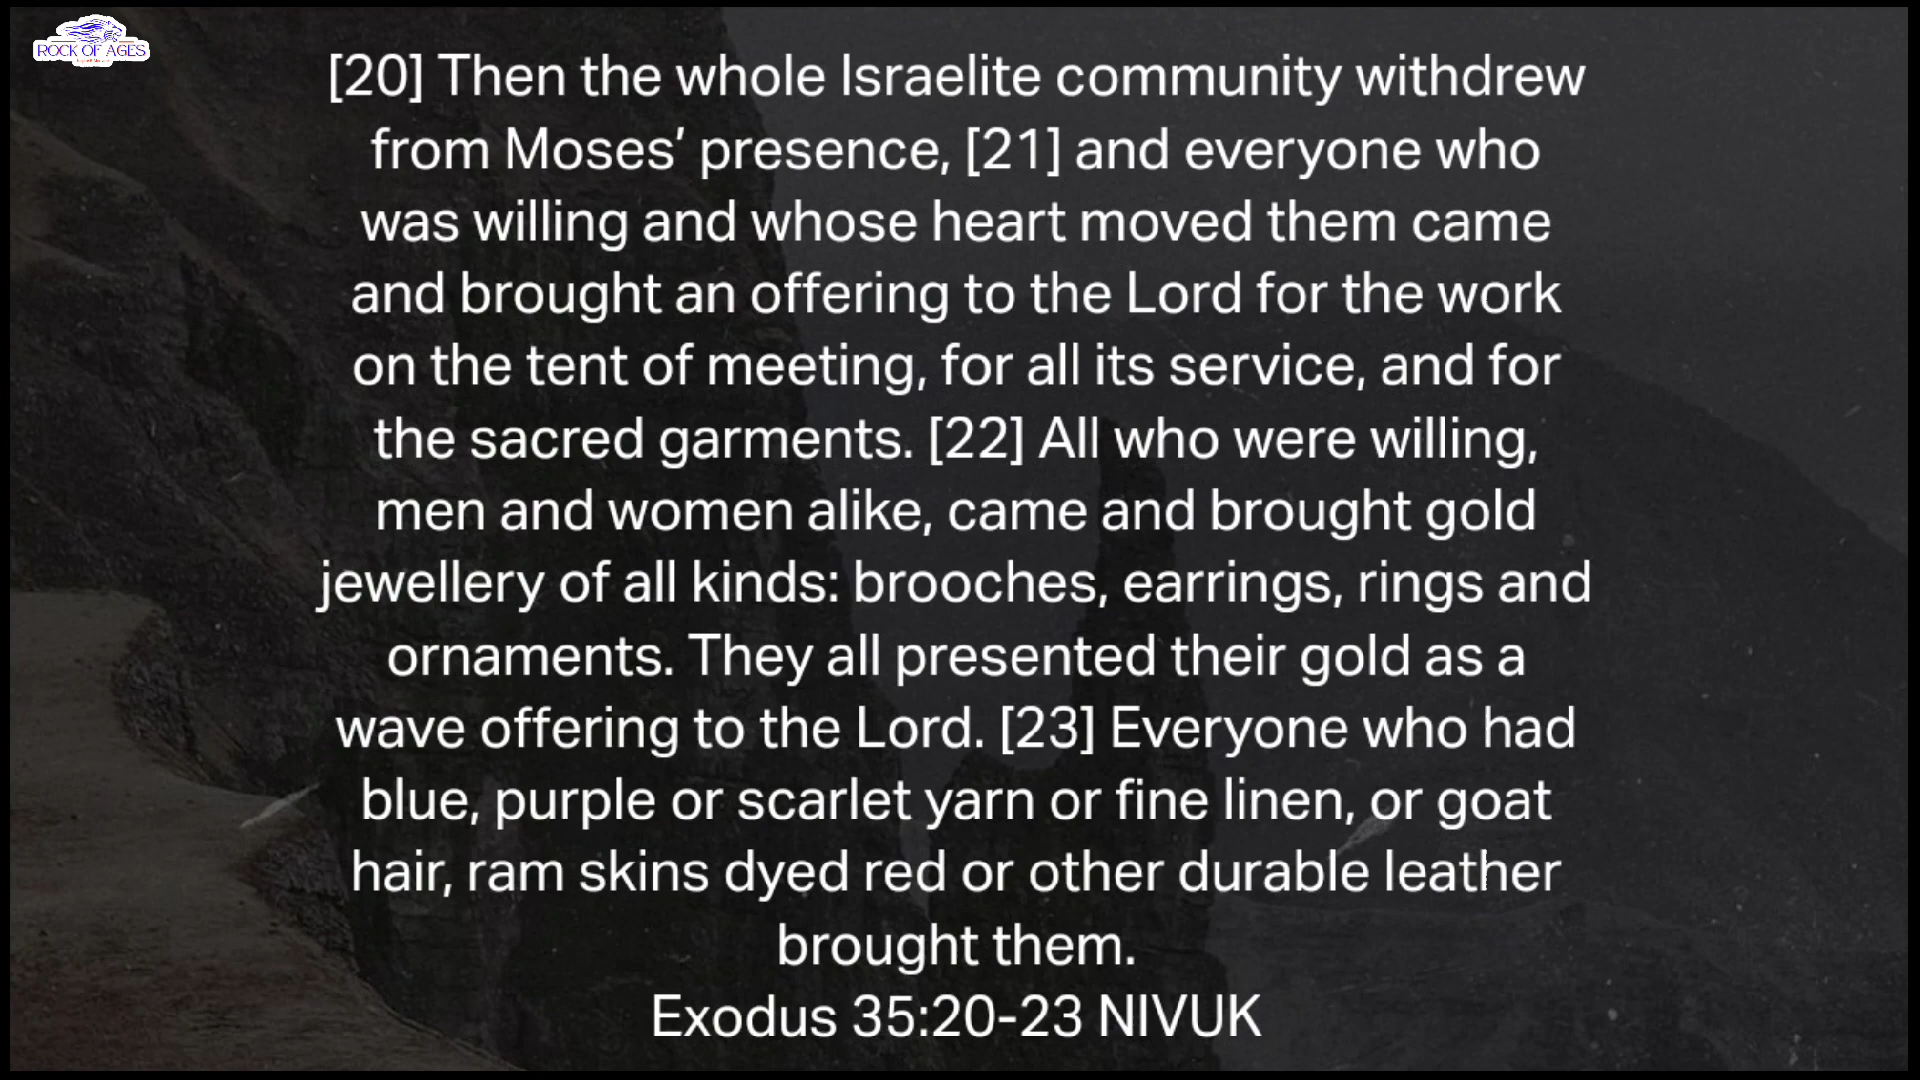 ROCK OF AGES
[20] Then the whole Israelite community withdrew
from Moses’ presence, [21] and everyone who
was willing and whose heart moved them came
and brought an offering to the Lord for the work
on the tent of meeting, for all its service, and for
the sacred garments. [22] All who were willing,
men and women alike, came and brought gold
jewellery of all kinds: brooches, earrings, rings and
ornaments. They all presented their gold as a
wave offering to the Lord. [23] Everyone who had
blue, purple or scarlet yarn or fine linen, or goat
hair, ram skins dyed red or other durable leather
brought them.
Exodus 35:20-23 NIVUK